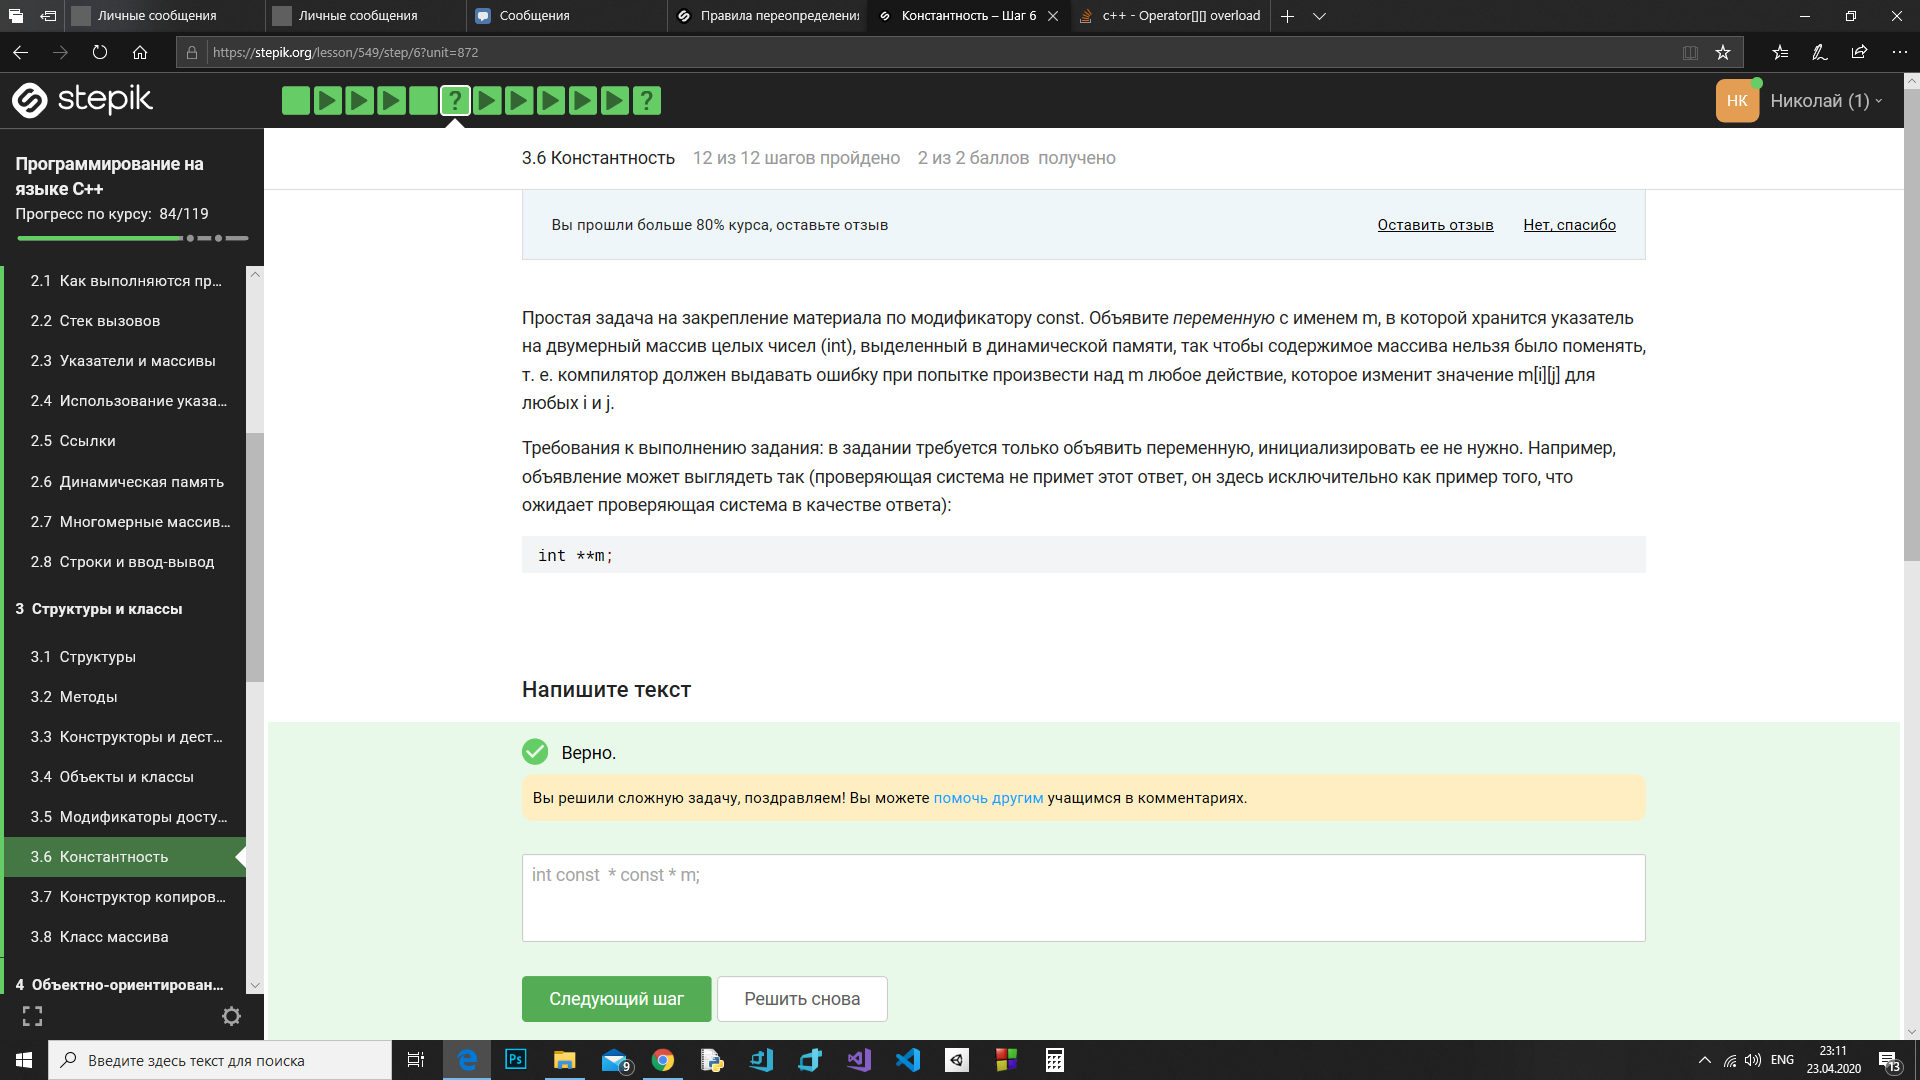 Личные сообщения
Личные сообщения
Сообщения
Правила переопределения
Константность – Шаг 6
c++ - Operator[][] overload
https://stepik.org/lesson/549/step/6?unit=872
stepik
?
?
НК
Николай (1)
Программирование на
языке C++
Прогресс по курсу: 84/119
2.1 Как выполняются пр...
2.2 Стек вызовов
2.3 Указатели и массивы
2.4 Использование указа...
2.5 Ссылки
2.6 Динамическая память
2.7 Многомерные массив...
2.8 Строки и ввод-вывод
3 Структуры и классы
3.1 Структуры
3.2 Методы
3.3 Конструкторы и дест...
3.4 Объекты и классы
3.5 Модификаторы досту...
3.6 Константность
3.7 Конструктор копиров...
3.8 Класс массива
4 Объектно-ориентирован...
3.6 Константность 12 из 12 шагов пройдено 2 из 2 баллов получено
Вы прошли больше 80% курса, оставьте отзыв
Оставить отзыв
Нет, спасибо
Простая задача на закрепление материала по модификатору const. Объявите переменную с именем m, в которой хранится указатель
на двумерный массив целых чисел (int), выделенный в динамической памяти, так чтобы содержимое массива нельзя было поменять,
т. е. компилятор должен выдавать ошибку при попытке произвести над m любое действие, которое изменит значение m[i][j] для
любых i и j.
Требования к выполнению задания: в задании требуется только объявить переменную, инициализировать ее не нужно. Например,
объявление может выглядеть так (проверяющая система не примет этот ответ, он здесь исключительно как пример того, что
ожидает проверяющая система в качестве ответа):
int **m;
Напишите текст
Верно.
Вы решили сложную задачу, поздравляем! Вы можете помочь другим учащимся в комментариях.
int const * const * m;
Следующий шаг
Решить снова
Введите здесь текст для поиска
Ps
9
ENG
23:11
23.04.2020
13